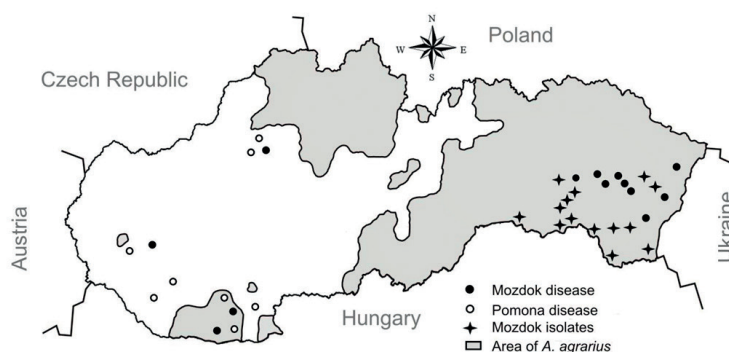 N
W E
S
Poland
Czech Republic
Austria
Ukraine
Hungary
Mozdok disease
Pomona disease
Mozdok isolates
Area of A. agrarius